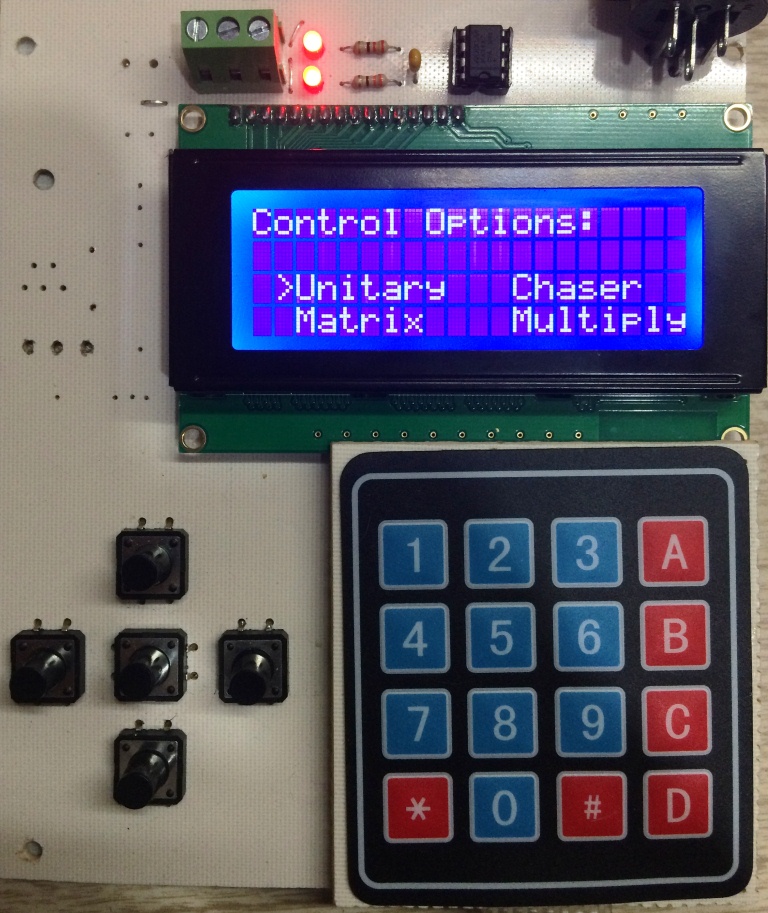 Control Options:
>Unitary Chaser
Matrix Multiply
1 2 3 A
4 5 6 B
7 8 9 C
* 0 # D